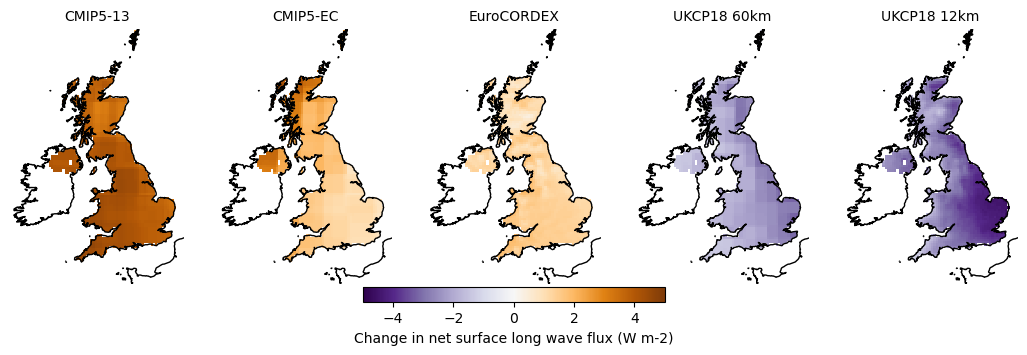 CMIP5-13 CMIP5-EC EuroCORDEX UKCP18 60km UKCP18 12km
−4 −2 0 2 4
Change in net surface long wave flux (W m-2)